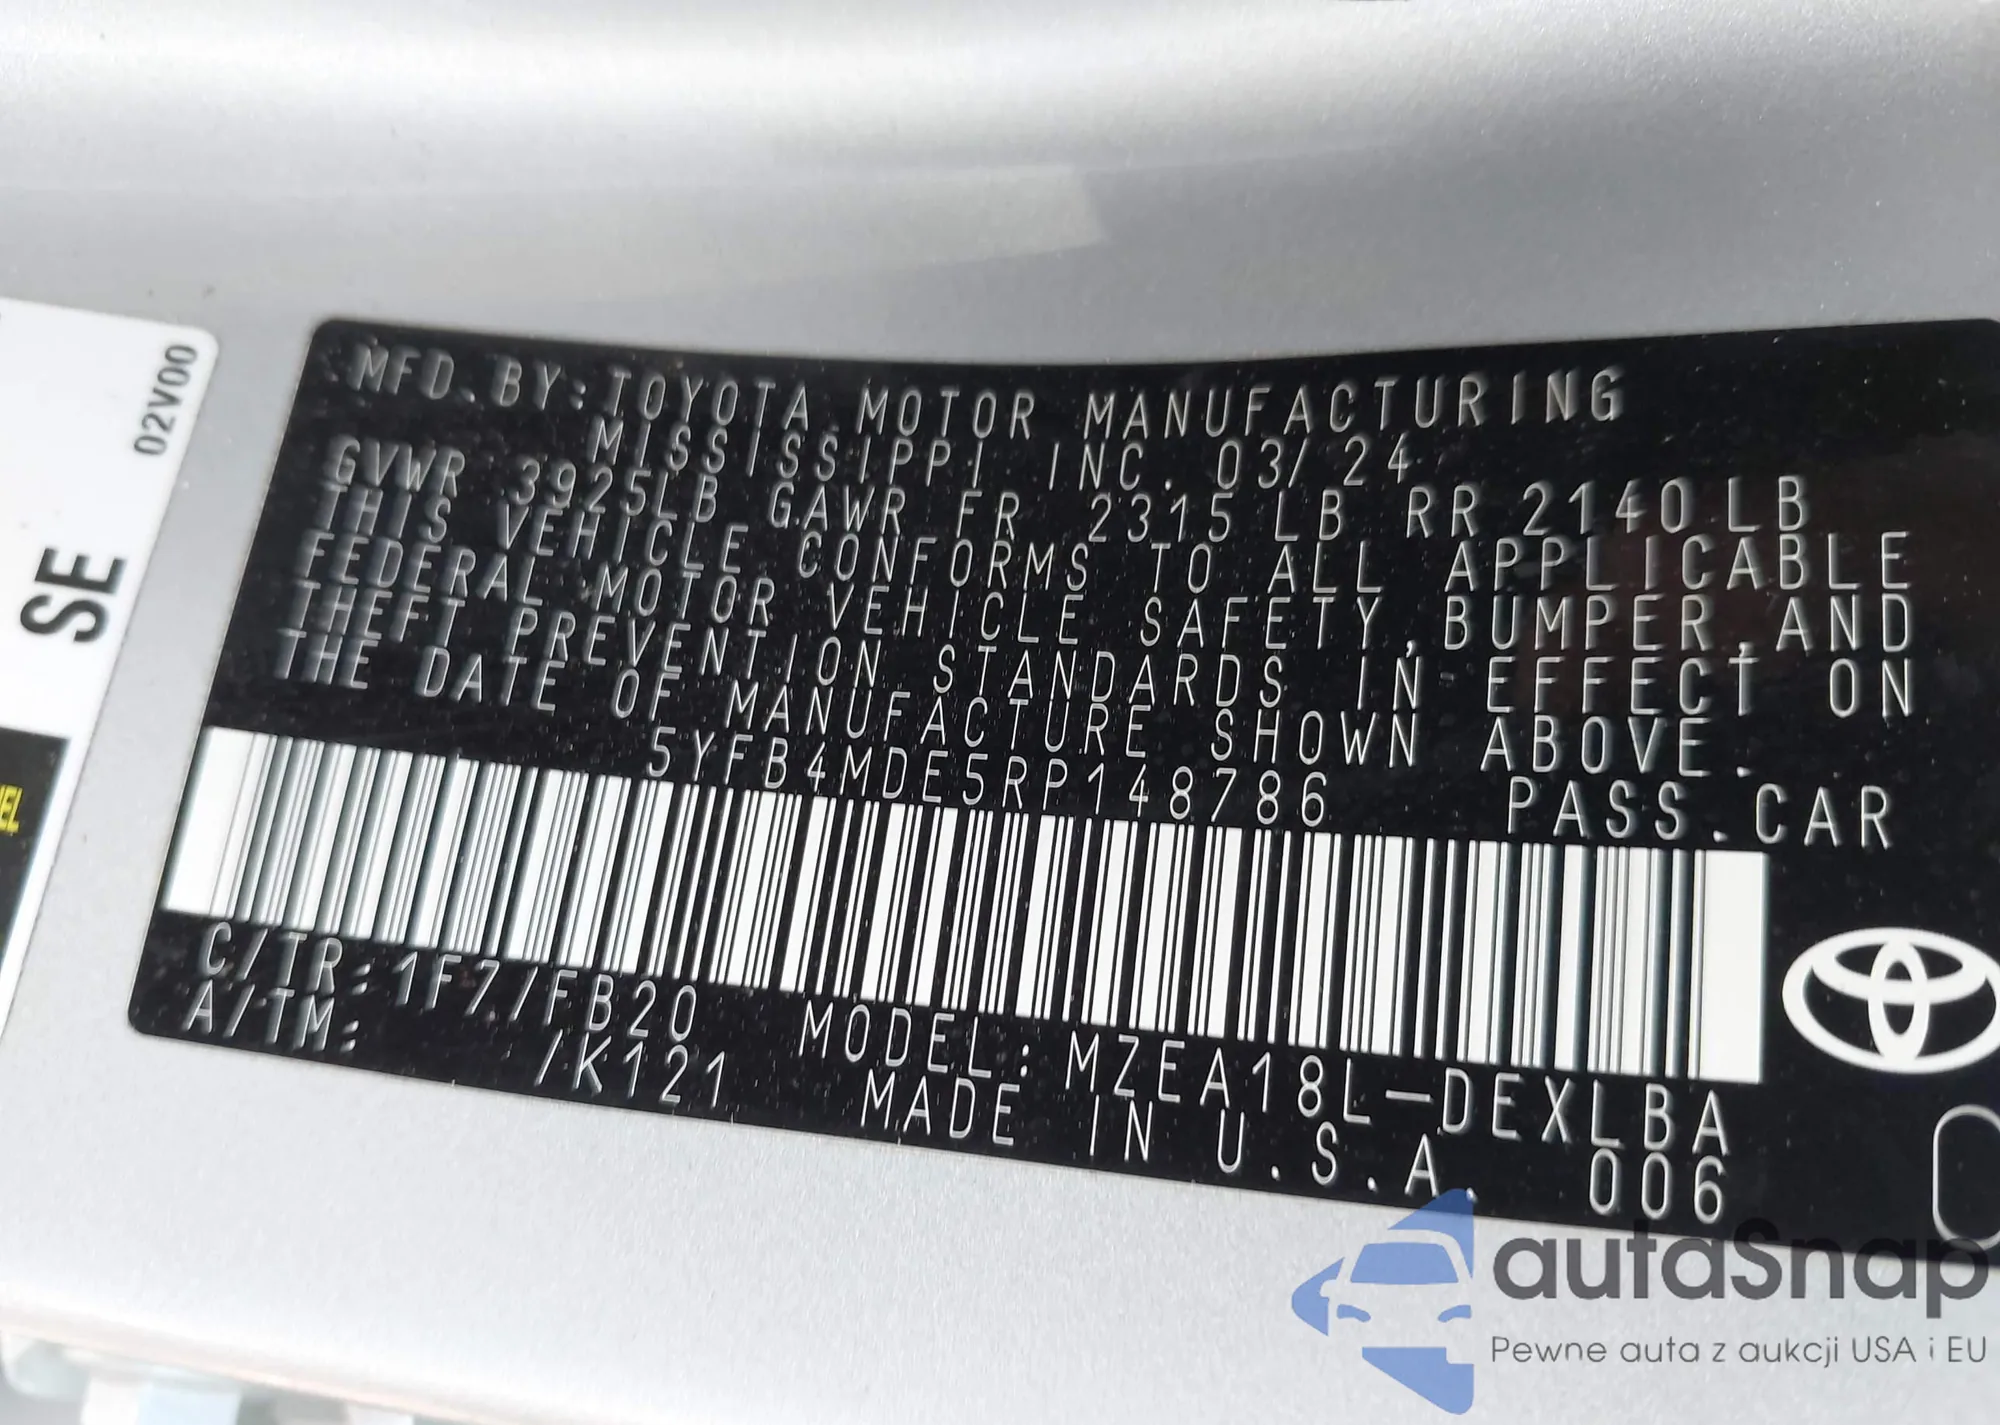 02V00
SE
EL
MFD.BY:TOYOTA MOTOR MANUFACTURING
MISSISSIPPI INC. 03/24
GVWR 3925LB GAWR FR 2315LB RR 2140LB
THIS VEHICLE CONFORMS TO ALL APPLICABLE
FEDERAL MOTOR VEHICLE SAFETY,BUMPER,AND
THEFT PREVENTION STANDARDS IN EFFECT ON
THE DATE OF MANUFACTURE SHOWN ABOVE.
5YFB4MDE5RP148786 PASS.CAR
C/TR:1F7/FB20 MODEL:MZEA18L-DEXLBA
A/TM: /K121 MADE IN U.S.A. 006
autaSnap
Pewne auta z aukcji USA i EU